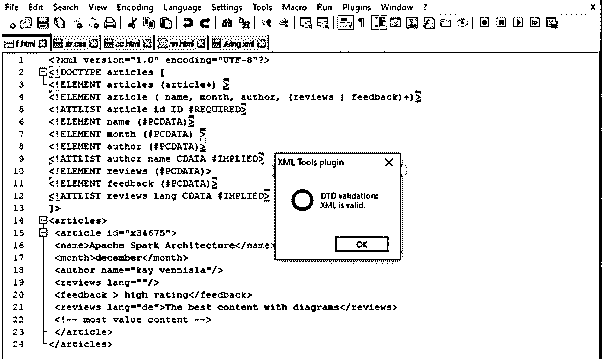 File Edit Search View Encoding Language Settings Tools Macro Run Plugins Window ? X
f.html cc.html nn.html king.xml
1 <?xml version="1.0" encoding="UTF-8"?>
2 <!DOCTYPE articles [
3 <!ELEMENT articles (article+) >
4 <!ELEMENT article ( name, month, author, (reviews | feedback)+)>
5 <!ATTLIST article id ID #REQUIRED>
6 <!ELEMENT name (#PCDATA) >
7 <!ELEMENT month (#PCDATA) >
8 <!ELEMENT author (#PCDATA) >
9 <!ATTLIST author name CDATA #IMPLIED>
10 <!ELEMENT reviews (#PCDATA)>
11 <!ELEMENT feedback (#PCDATA)>
12 <!ATTLIST reviews lang CDATA #IMPLIED>
13 ]>
14 <articles>
15 <article id="x34675">
16 <name>Apache Spark Architecture</name>
17 <month>december</month>
18 <author name="kay vennisla"/>
19 <reviews lang=""/>
20 <feedback > high rating</feedback>
21 <reviews lang="de">The best content with diagrams</reviews>
22 <!-- most value content -->
23 </article>
24 </articles>
XML Tools plugin X
DTD validation:
XML is valid.
OK